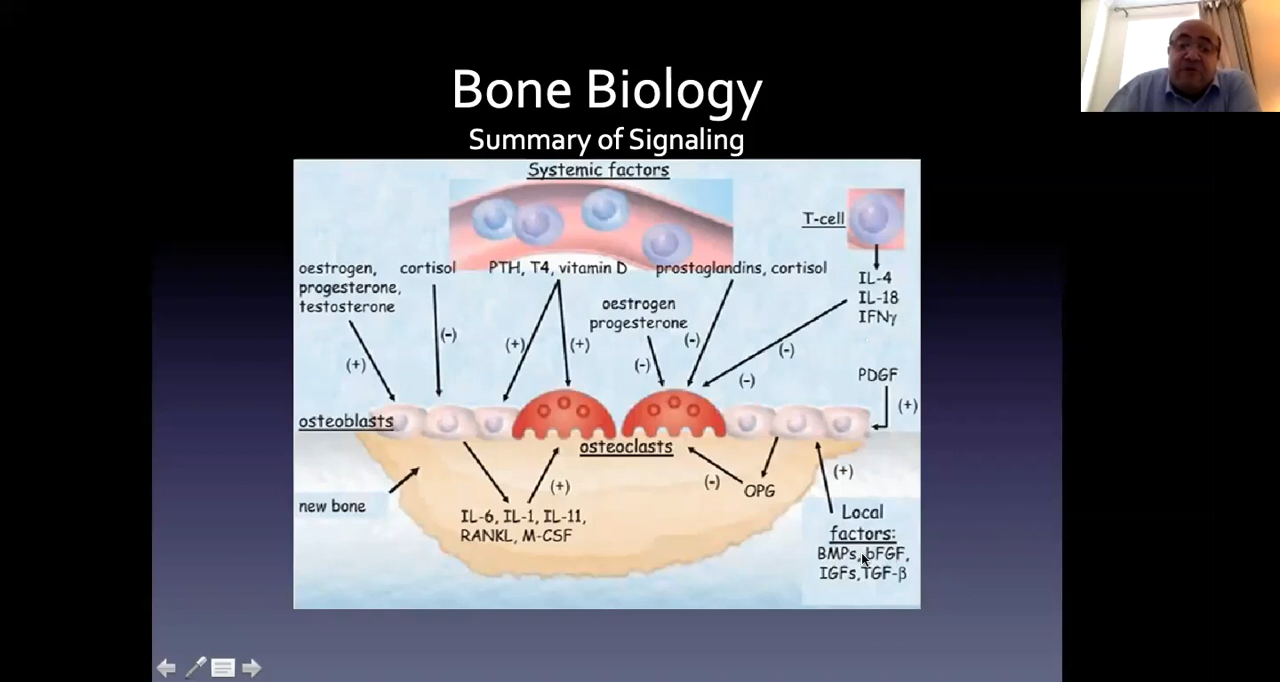 Bone Biology
Summary of Signaling
Systemic factors
T-cell
oestrogen,
progesterone,
testosterone
cortisol
PTH, T4, vitamin D
prostaglandins, cortisol
oestrogen
progesterone
IL-4
IL-18
IFNγ
(+)
(-)
(+)
(+)
(-)
(-)
(-)
(-)
PDGF
(+)
osteoblasts
osteoclasts
new bone
(+)
IL-6, IL-1, IL-11,
RANKL, M-CSF
(-)
OPG
(+)
Local
factors:
BMPs, bFGF,
IGFs,TGF-β